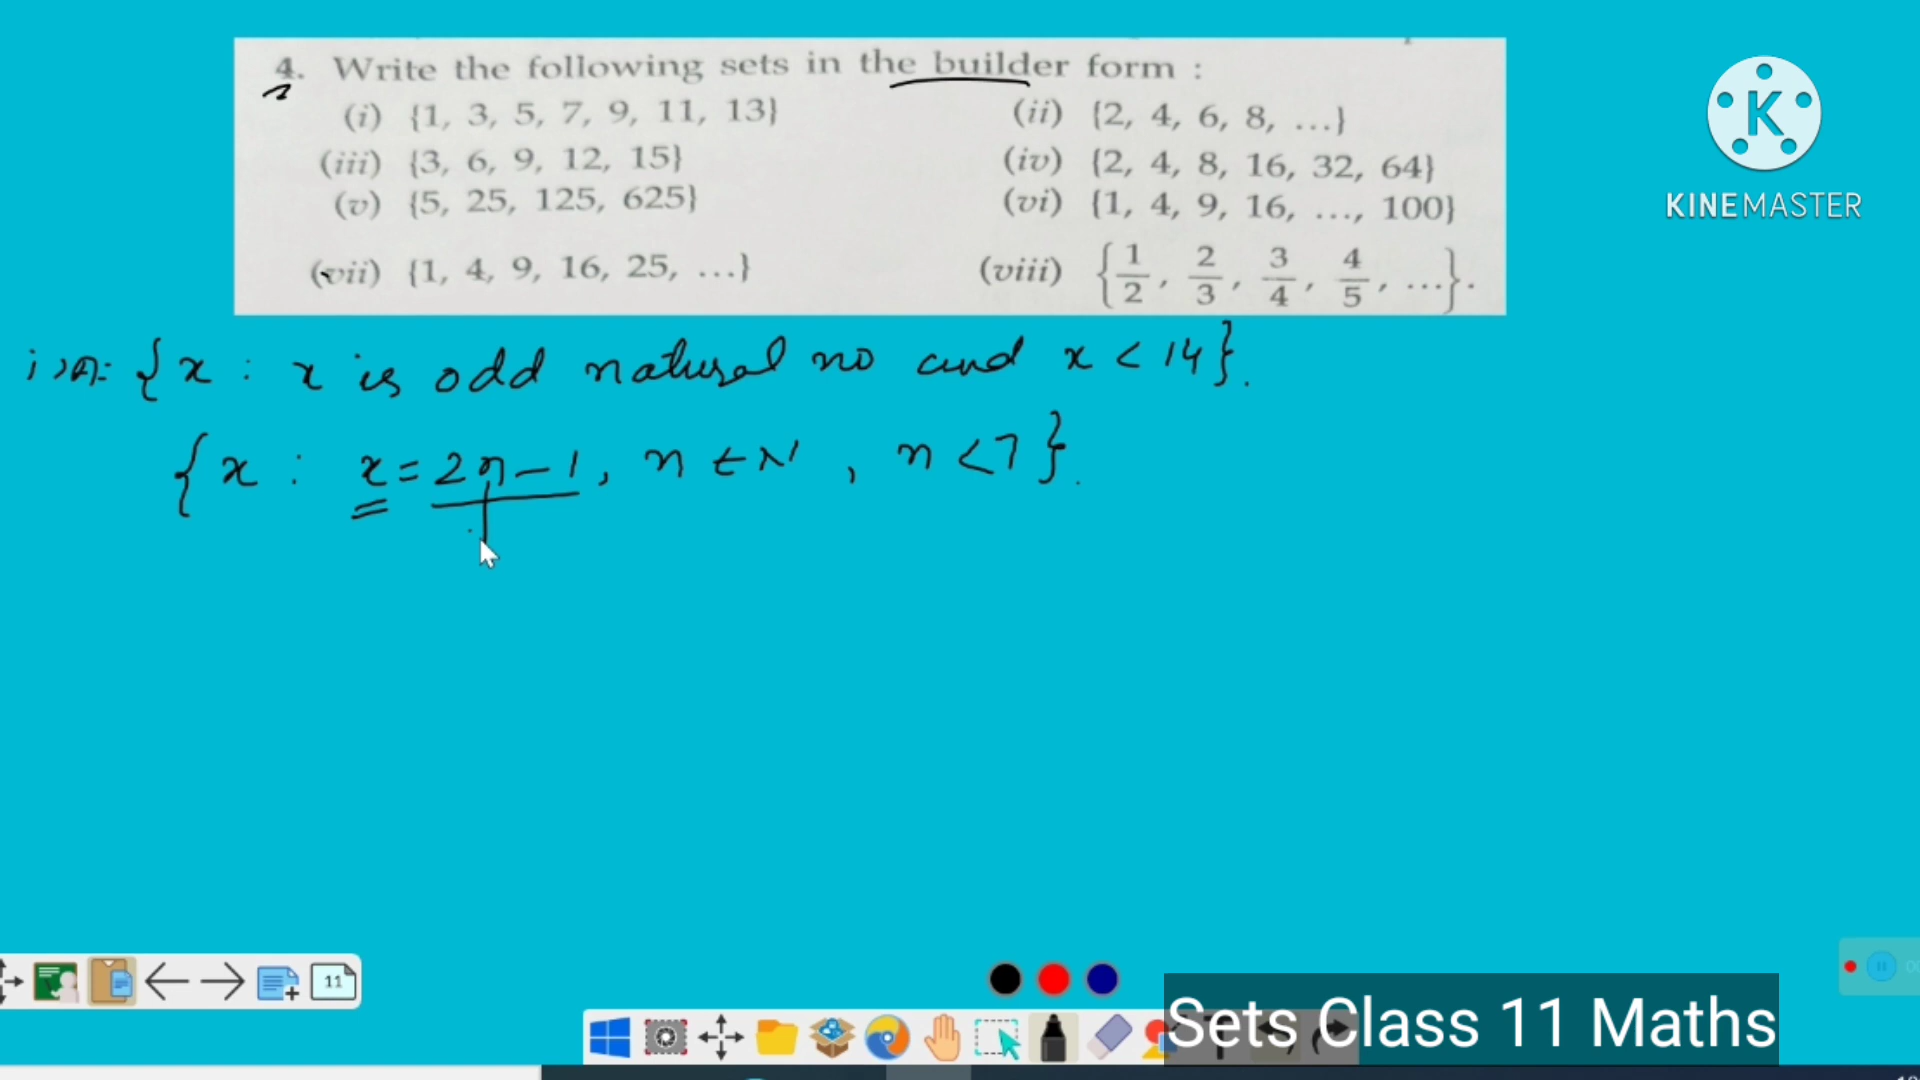 4. Write the following sets in the builder form :
(i) {1, 3, 5, 7, 9, 11, 13}
(ii) {2, 4, 6, 8, ...}
(iii) {3, 6, 9, 12, 15}
(iv) {2, 4, 8, 16, 32, 64}
(v) {5, 25, 125, 625}
(vi) {1, 4, 9, 16, ..., 100}
(vii) {1, 4, 9, 16, 25, ...}
(viii) {1/2, 2/3, 3/4, 4/5, ...}.
K
KINEMASTER
{x : x is odd natural no and x < 14}.
{x : x = 2n - 1, n ∈ N, n < 7}.
11
Sets Class 11 Maths